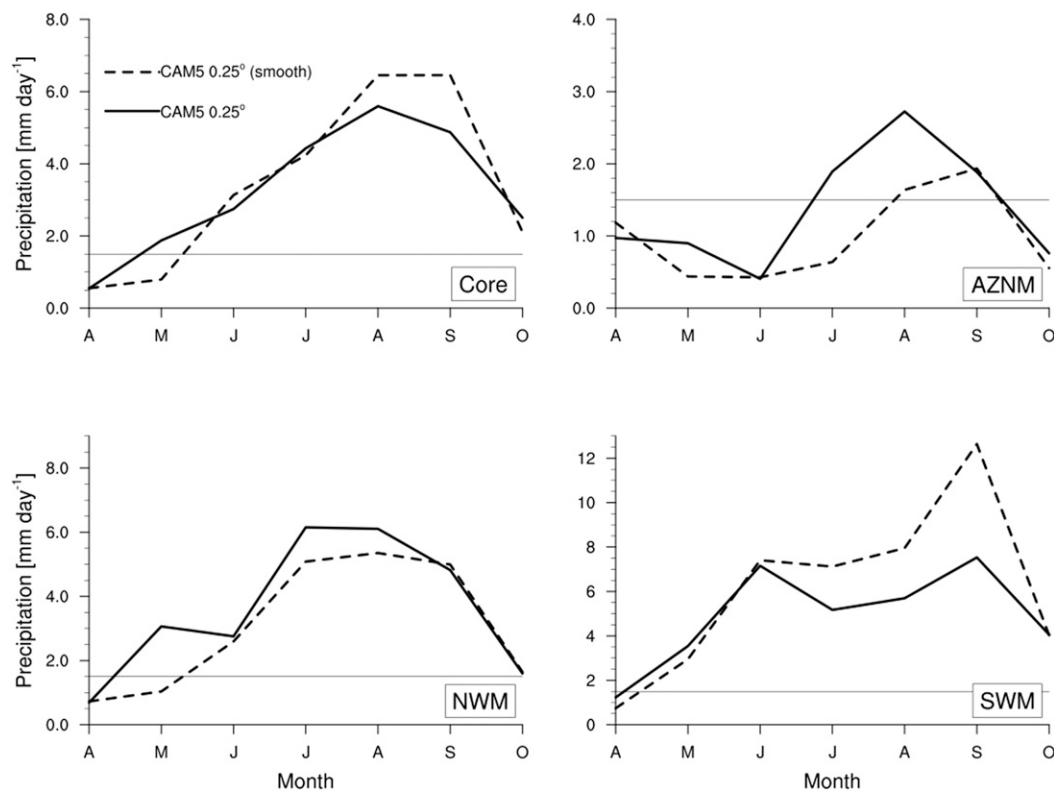 8.0
6.0
4.0
2.0
0.0
Precipitation [mm day⁻¹]
CAM5 0.25° (smooth)
CAM5 0.25°
Core
A M J J A S O
4.0
3.0
2.0
1.0
0.0
AZNM
A M J J A S O
8.0
6.0
4.0
2.0
0.0
Precipitation [mm day⁻¹]
NWM
A M J J A S O
Month
12
10
8
6
4
2
0
SWM
A M J J A S O
Month